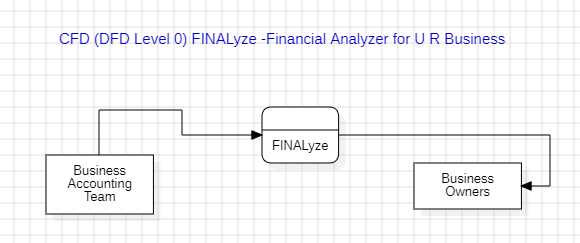 CFD (DFD Level 0) FINALyze -Financial Analyzer for U R Business
FINALyze
Business
Accounting
Team
Business
Owners